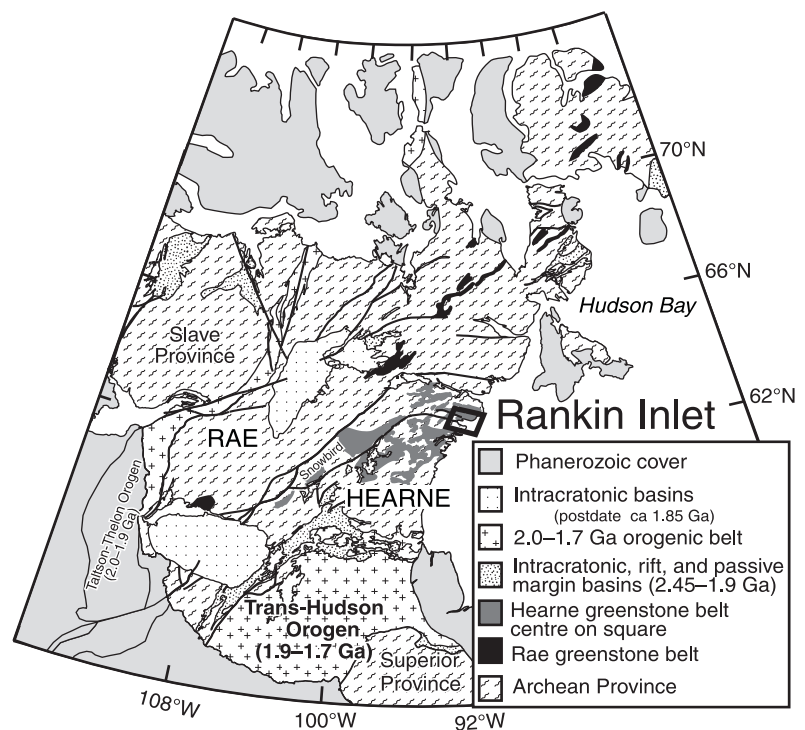 70°N
66°N
Hudson Bay
Slave
Province
62°N
Rankin Inlet
RAE
Snowbird
HEARNE
Taltson-Thelon Orogen
(2.0–1.9 Ga)
Trans-Hudson
Orogen
(1.9–1.7 Ga)
Superior
Province
108°W
100°W
92°W
Phanerozoic cover
Intracratonic basins
(postdate ca 1.85 Ga)
2.0–1.7 Ga orogenic belt
Intracratonic, rift, and passive
margin basins (2.45–1.9 Ga)
Hearne greenstone belt
centre on square
Rae greenstone belt
Archean Province